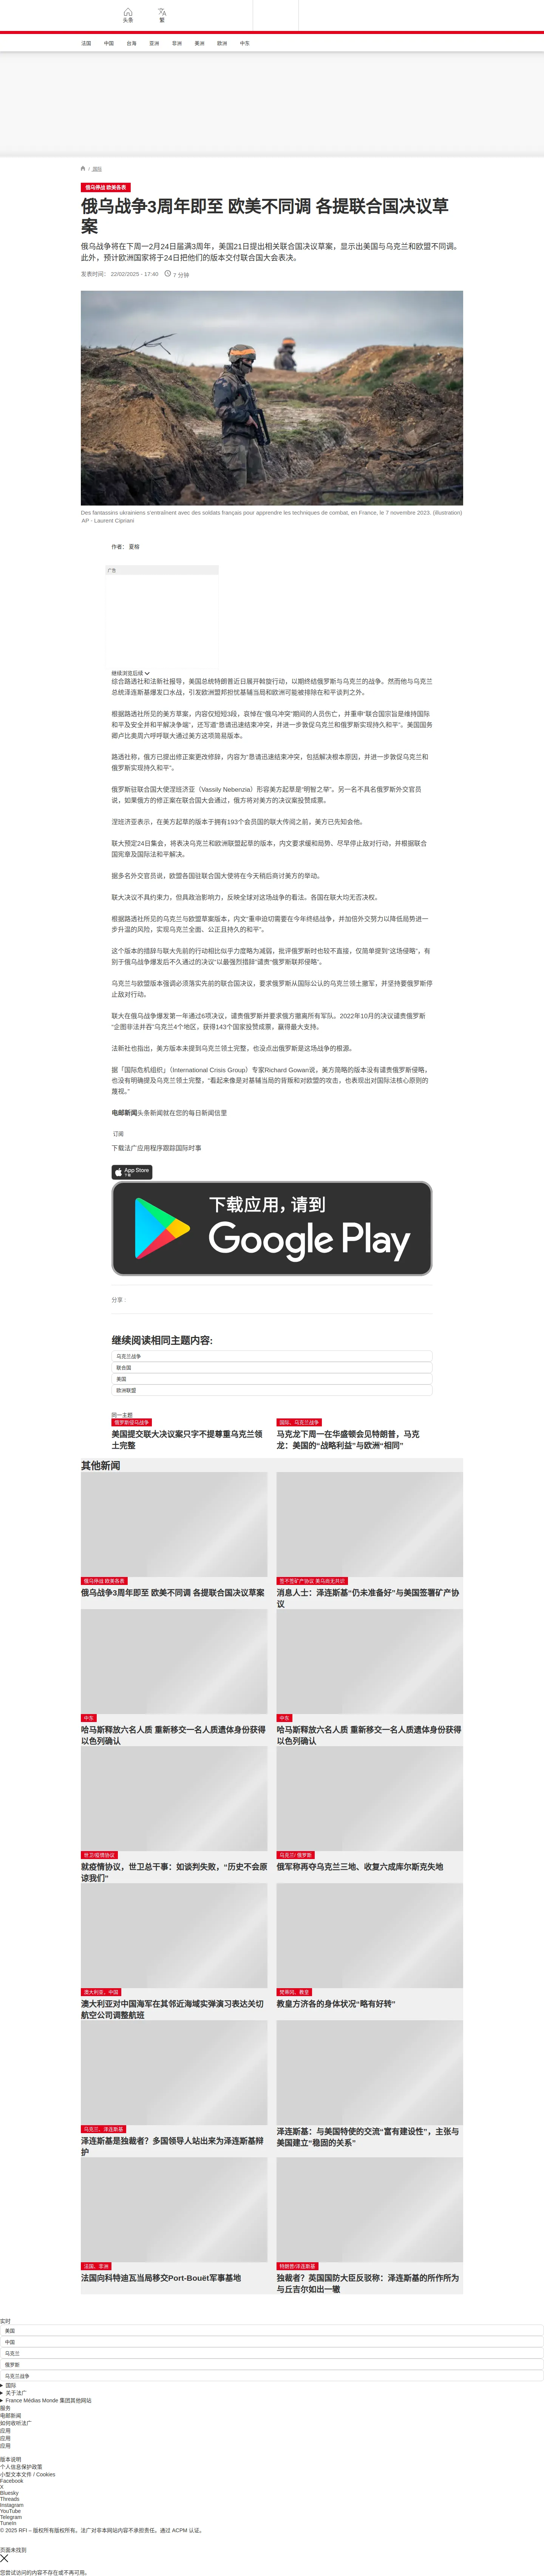 头条
繁
法国
中国
台海
亚洲
非洲
美洲
欧洲
中东
/ 国际
俄乌停战 欧美各表
俄乌战争3周年即至 欧美不同调 各提联合国决议草
案
俄乌战争将在下周一2月24日届满3周年，美国21日提出相关联合国决议草案，显示出美国与乌克兰和欧盟不同调。
此外，预计欧洲国家将于24日把他们的版本交付联合国大会表决。
发表时间： 22/02/2025 - 17:40
7 分钟
Des fantassins ukrainiens s'entraînent avec des soldats français pour apprendre les techniques de combat, en France, le 7 novembre 2023. (illustration)
AP - Laurent Cipriani
作者： 夏榕
广告
继续浏览后续
综合路透社和法新社报导，美国总统特朗普近日展开斡旋行动，以期终结俄罗斯与乌克兰的战争。然而他与乌克兰
总统泽连斯基爆发口水战，引发欧洲盟邦担忧基辅当局和欧洲可能被排除在和平谈判之外。
根据路透社所见的美方草案，内容仅短短3段，哀悼在“俄乌冲突”期间的人员伤亡，并重申“联合国宗旨是维持国际
和平及安全并和平解决争端”，还写道“恳请迅速结束冲突，并进一步敦促乌克兰和俄罗斯实现持久和平”。美国国务
卿卢比奥周六呼呼联大通过美方这项简易版本。
路透社称，俄方已提出修正案更改修辞，内容为“恳请迅速结束冲突，包括解决根本原因，并进一步敦促乌克兰和
俄罗斯实现持久和平”。
俄罗斯驻联合国大使涅班济亚（Vassily Nebenzia）形容美方起草是“明智之举”。另一名不具名俄罗斯外交官员
说，如果俄方的修正案在联合国大会通过，俄方将对美方的决议案投赞成票。
涅班济亚表示，在美方起草的版本于拥有193个会员国的联大传阅之前，美方已先知会他。
联大预定24日集会，将表决乌克兰和欧洲联盟起草的版本，内文要求缓和局势、尽早停止敌对行动，并根据联合
国宪章及国际法和平解决。
据多名外交官员说，欧盟各国驻联合国大使将在今天稍后商讨美方的举动。
联大决议不具约束力，但具政治影响力，反映全球对这场战争的看法。各国在联大均无否决权。
根据路透社所见的乌克兰与欧盟草案版本，内文“重申迫切需要在今年终结战争，并加倍外交努力以降低局势进一
步升温的风险，实现乌克兰全面、公正且持久的和平”。
这个版本的措辞与联大先前的行动相比似乎力度略为减弱，批评俄罗斯时也较不直接，仅简单提到“这场侵略”，有
别于俄乌战争爆发后不久通过的决议“以最强烈措辞”谴责“俄罗斯联邦侵略”。
乌克兰与欧盟版本强调必须落实先前的联合国决议，要求俄罗斯从国际公认的乌克兰领土撤军，并坚持要俄罗斯停
止敌对行动。
联大在俄乌战争爆发第一年通过6项决议，谴责俄罗斯并要求俄方撤离所有军队。2022年10月的决议谴责俄罗斯
“企图非法并吞”乌克兰4个地区，获得143个国家投赞成票，赢得最大支持。
法新社也指出，美方版本未提到乌克兰领土完整，也没点出俄罗斯是这场战争的根源。
据「国际危机组织」（International Crisis Group）专家Richard Gowan说，美方简略的版本没有谴责俄罗斯侵略，
也没有明确提及乌克兰领土完整，“看起来像是对基辅当局的背叛和对欧盟的攻击，也表现出对国际法核心原则的
蔑视。”
电邮新闻头条新闻就在您的每日新闻信里
订阅
下载法广应用程序跟踪国际时事
App Store
下载
下载应用，请到
Google Play
分享 :
继续阅读相同主题内容:
乌克兰战争
联合国
美国
欧洲联盟
同一主题
俄罗斯侵乌战争
美国提交联大决议案只字不提尊重乌克兰领
土完整
国际、乌克兰战争
马克龙下周一在华盛顿会见特朗普，马克
龙：美国的“战略利益”与欧洲“相同”
其他新闻
俄乌停战 欧美各表
俄乌战争3周年即至 欧美不同调 各提联合国决议草案
签不签矿产协议 美乌尚无共识
消息人士：泽连斯基“仍未准备好”与美国签署矿产协
议
中东
哈马斯释放六名人质 重新移交一名人质遗体身份获得
以色列确认
中东
哈马斯释放六名人质 重新移交一名人质遗体身份获得
以色列确认
世卫/疫情协议
就疫情协议，世卫总干事：如谈判失败，“历史不会原
谅我们”
乌克兰/ 俄罗斯
俄军称再夺乌克兰三地、收复六成库尔斯克失地
澳大利亚、中国
澳大利亚对中国海军在其邻近海域实弹演习表达关切
航空公司调整航班
梵蒂冈、教皇
教皇方济各的身体状况“略有好转”
乌克兰、泽连斯基
泽连斯基是独裁者？多国领导人站出来为泽连斯基辩
护
泽连斯基：与美国特使的交流“富有建设性”，主张与
美国建立“稳固的关系”
法国、非洲
法国向科特迪瓦当局移交Port-Bouët军事基地
特朗普/泽连斯基
独裁者？英国国防大臣反驳称：泽连斯基的所作所为
与丘吉尔如出一辙
实时
美国
中国
乌克兰
俄罗斯
乌克兰战争
国际
关于法广
France Médias Monde 集团其他网站
服务
电邮新闻
如何收听法广
应用
应用
应用
版本说明
个人信息保护政策
小型文本文件 / Cookies
Facebook
X
Bluesky
Threads
Instagram
YouTube
Telegram
TuneIn
© 2025 RFI – 版权所有版权所有。法广对非本网站内容不承担责任。通过 ACPM 认证。
页面未找到
您尝试访问的内容不存在或不再可用。